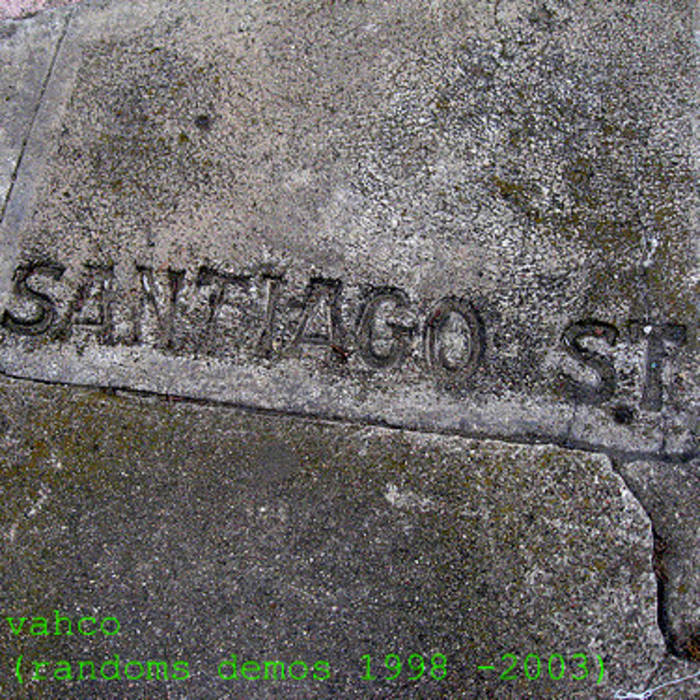 SANTIAGO ST
vahco
(randoms demos 1998 -2003)